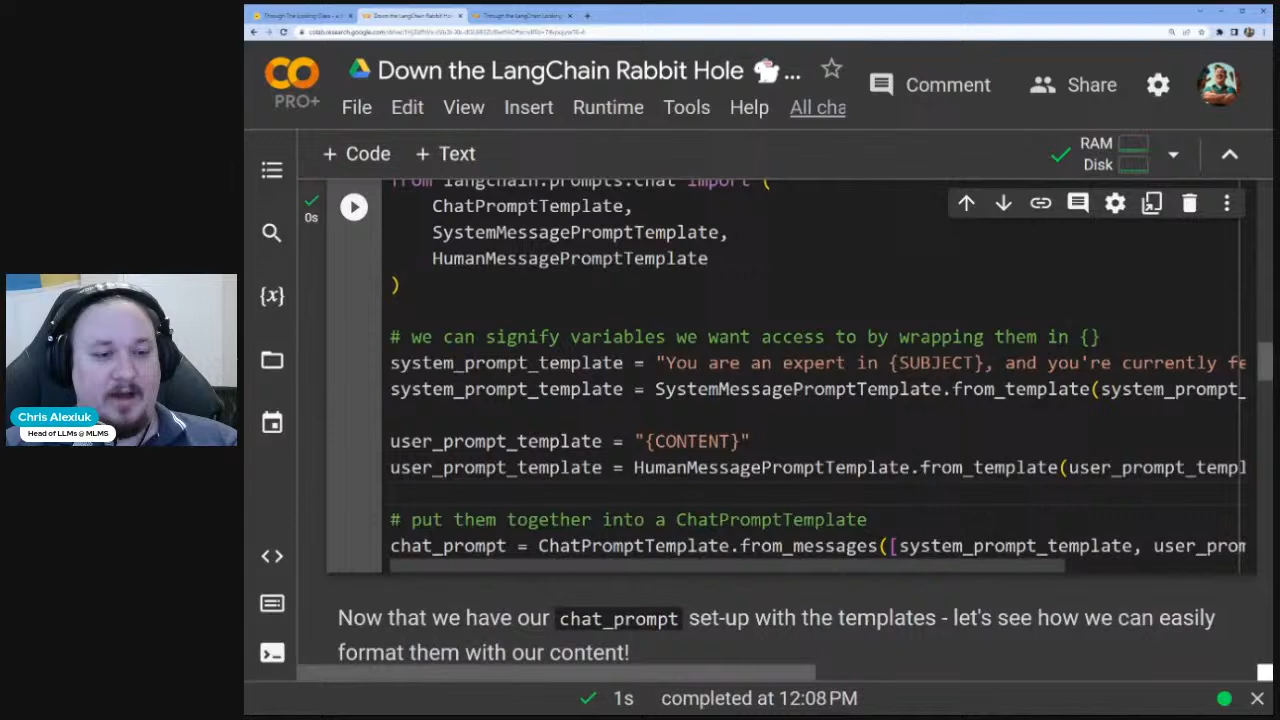 Down the LangChain Rabbit Hole 🐇 ...
PRO+
File Edit View Insert Runtime Tools Help All cha
Comment
Share
+ Code + Text
RAM
Disk
from langchain.prompts.chat import (
0s
ChatPromptTemplate,
SystemMessagePromptTemplate,
HumanMessagePromptTemplate
)
# we can signify variables we want access to by wrapping them in {}
system_prompt_template = "You are an expert in {SUBJECT}, and you're currently fe
system_prompt_template = SystemMessagePromptTemplate.from_template(system_prompt_
user_prompt_template = "{CONTENT}"
user_prompt_template = HumanMessagePromptTemplate.from_template(user_prompt_templ
# put them together into a ChatPromptTemplate
chat_prompt = ChatPromptTemplate.from_messages([system_prompt_template, user_prom
Now that we have our chat_prompt set-up with the templates - let's see how we can easily
format them with our content!
1s completed at 12:08 PM
Chris Alexiuk
Head of LLMs @ MLMS